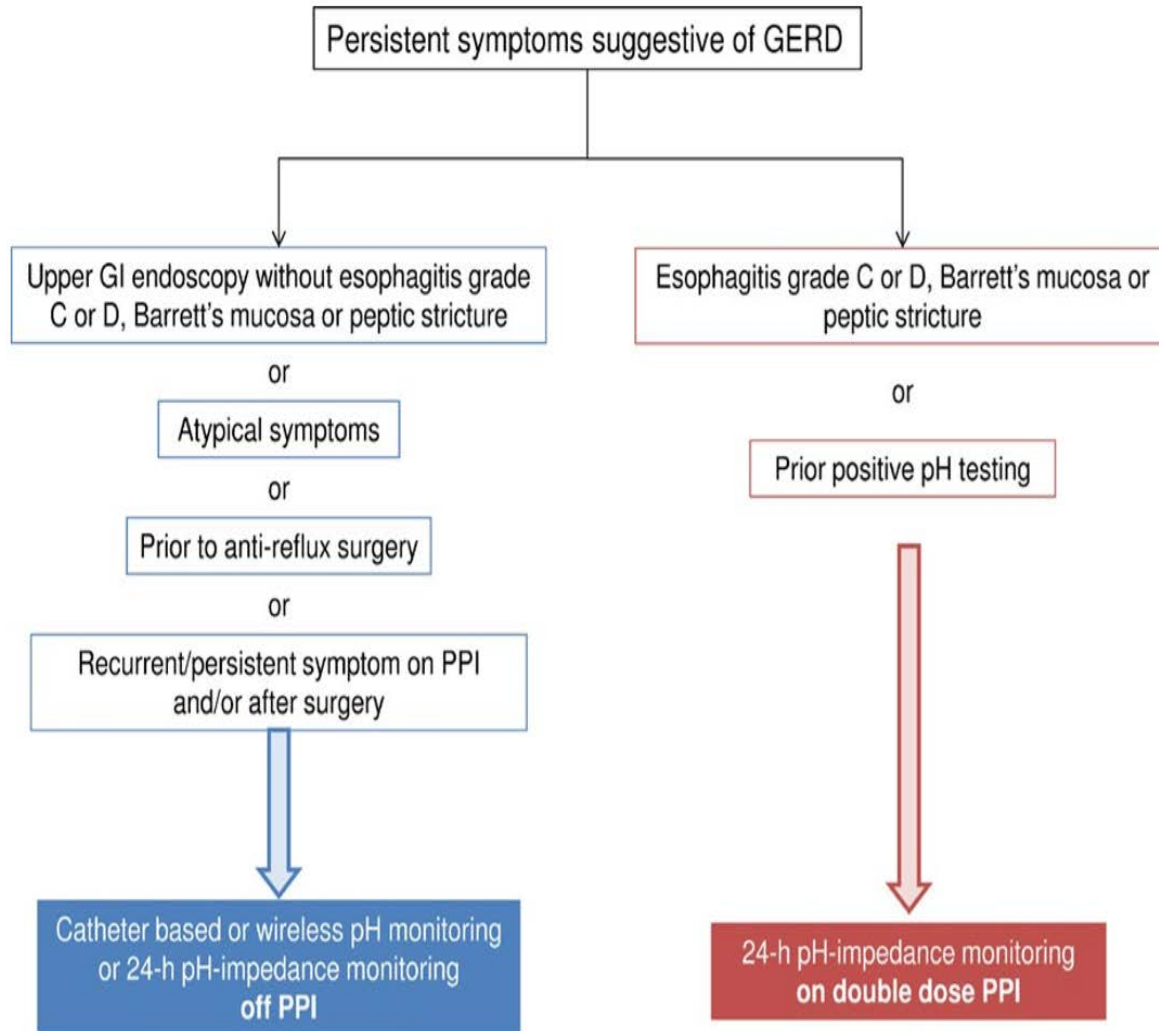 Persistent symptoms suggestive of GERD
Upper GI endoscopy without esophagitis grade
C or D, Barrett's mucosa or peptic stricture
or
Atypical symptoms
or
Prior to anti-reflux surgery
or
Recurrent/persistent symptom on PPI
and/or after surgery
Catheter based or wireless pH monitoring
or 24-h pH-impedance monitoring
off PPI
Esophagitis grade C or D, Barrett's mucosa or
peptic stricture
or
Prior positive pH testing
24-h pH-impedance monitoring
on double dose PPI